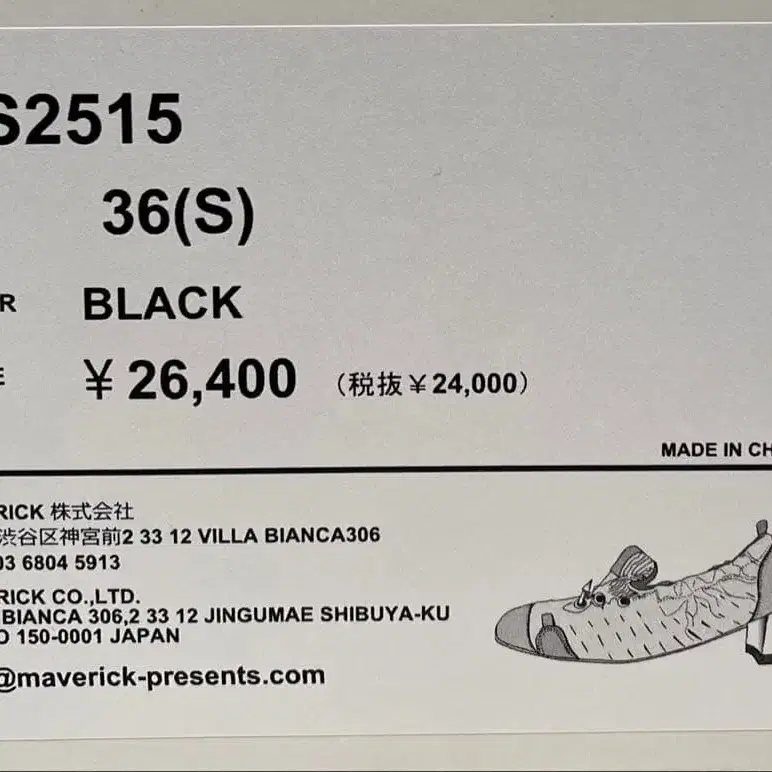 S2515
36(S)
R BLACK
E ¥26,400 (税抜¥24,000)
MADE IN CH
RICK 株式会社
渋谷区神宮前2 33 12 VILLA BIANCA306
03 6804 5913
RICK CO.,LTD.
BIANCA 306,2 33 12 JINGUMAE SHIBUYA-KU
O 150-0001 JAPAN
@maverick-presents.com